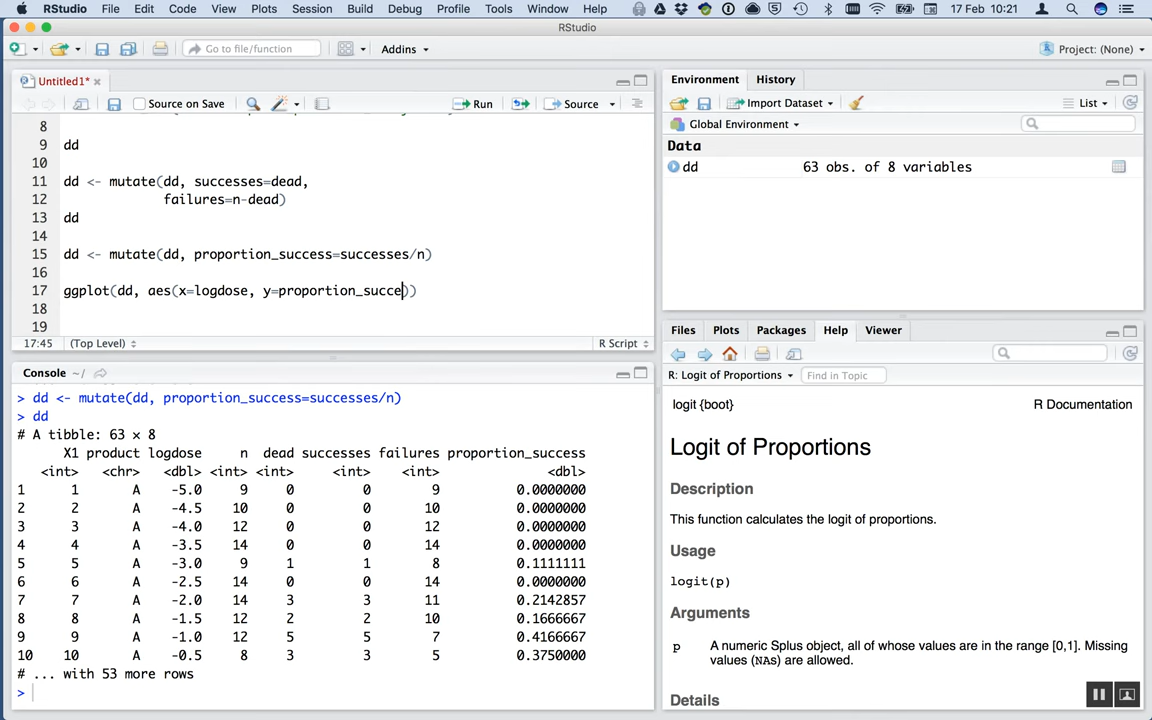 RStudio File Edit Code View Plots Session Build Debug Profile Tools Window Help 17 Feb 10:21
RStudio
Go to file/function Addins Project: (None)
Untitled1*
Source on Save Run Source
8
9 dd
10
11 dd <- mutate(dd, successes=dead,
12 failures=n-dead)
13 dd
14
15 dd <- mutate(dd, proportion_success=successes/n)
16
17 ggplot(dd, aes(x=logdose, y=proportion_succe))
18
19
17:45 (Top Level) R Script
Console ~/
> dd <- mutate(dd, proportion_success=successes/n)
> dd
# A tibble: 63 × 8
X1 product logdose n dead successes failures proportion_success
<int> <chr> <dbl> <int> <int> <int> <int> <dbl>
1 1 A -5.0 9 0 0 9 0.0000000
2 2 A -4.5 10 0 0 10 0.0000000
3 3 A -4.0 12 0 0 12 0.0000000
4 4 A -3.5 14 0 0 14 0.0000000
5 5 A -3.0 9 1 1 8 0.1111111
6 6 A -2.5 14 0 0 14 0.0000000
7 7 A -2.0 14 3 3 11 0.2142857
8 8 A -1.5 12 2 2 10 0.1666667
9 9 A -1.0 12 5 5 7 0.4166667
10 10 A -0.5 8 3 3 5 0.3750000
# ... with 53 more rows
>
Environment History
Import Dataset List
Global Environment
Data
dd 63 obs. of 8 variables
Files Plots Packages Help Viewer
R: Logit of Proportions Find in Topic
logit {boot} R Documentation
Logit of Proportions
Description
This function calculates the logit of proportions.
Usage
logit(p)
Arguments
p A numeric Splus object, all of whose values are in the range [0,1]. Missing
values (NAs) are allowed.
Details